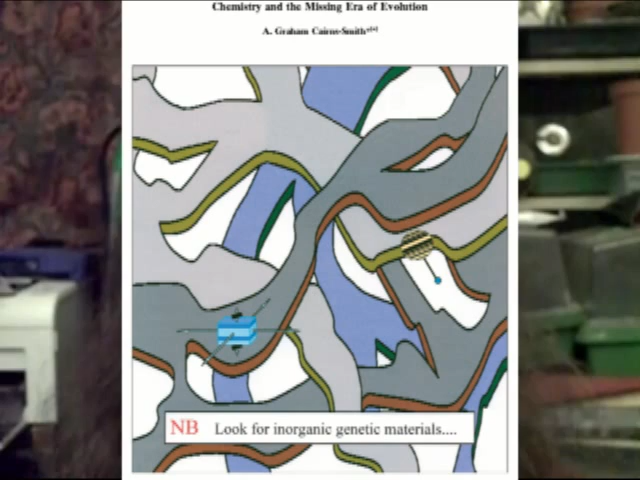 Chemistry and the Missing Era of Evolution
A. Graham Cairns-Smith*[a]
NB Look for inorganic genetic materials....